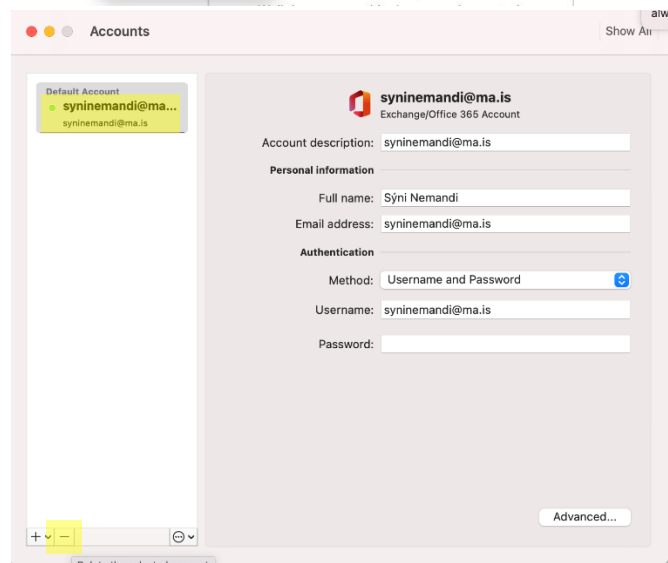 Accounts
Show All
alw
Default Account
syninemandi@ma...
syninemandi@ma.is
syninemandi@ma.is
Exchange/Office 365 Account
Account description: syninemandi@ma.is
Personal information
Full name: Sýni Nemandi
Email address: syninemandi@ma.is
Authentication
Method: Username and Password
Username: syninemandi@ma.is
Password:
Advanced...